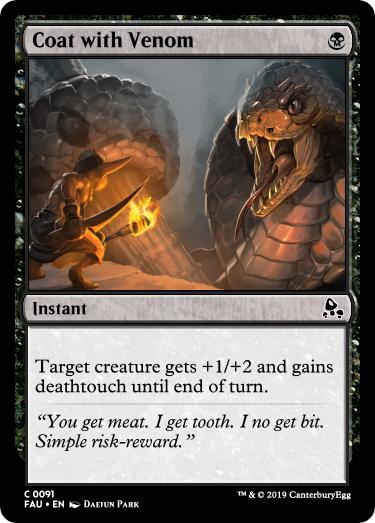 Coat with Venom
Instant
Target creature gets +1/+2 and gains
deathtouch until end of turn.
“You get meat. I get tooth. I no get bit.
Simple risk-reward.”
C 0091
FAU • EN Daejun Park
™ & © 2019 CanterburyEgg